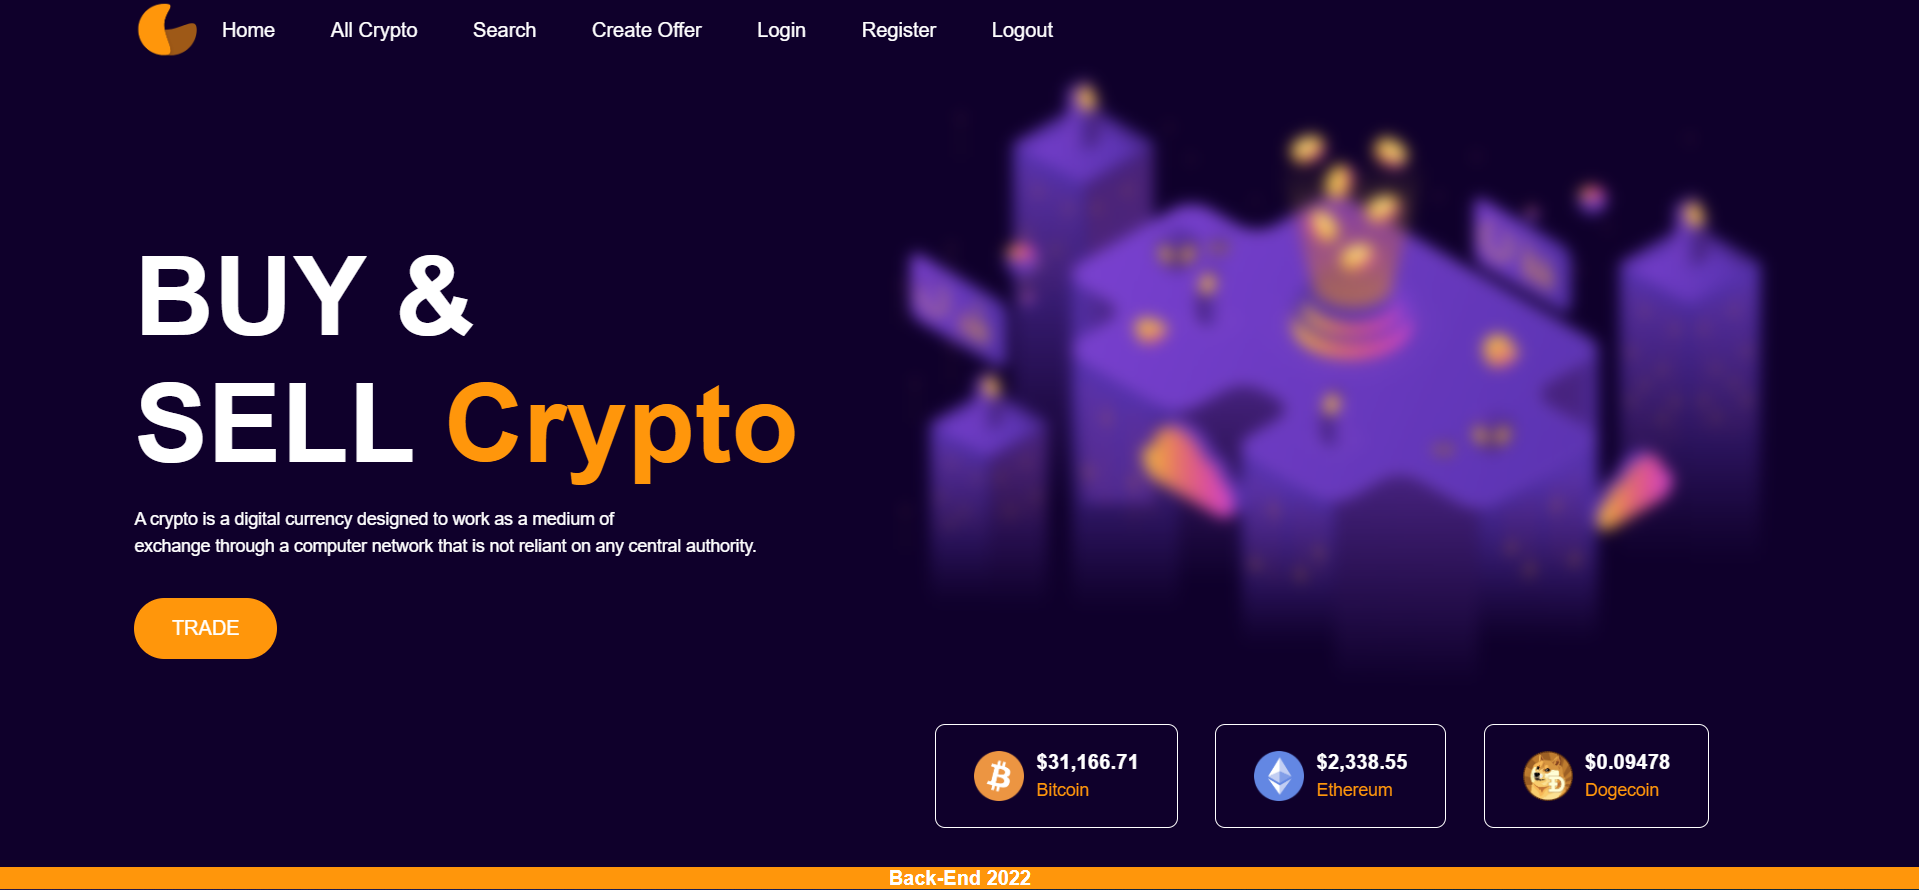 Home All Crypto Search Create Offer Login Register Logout
BUY &
SELL Crypto
A crypto is a digital currency designed to work as a medium of
exchange through a computer network that is not reliant on any central authority.
TRADE
$31,166.71
Bitcoin
$2,338.55
Ethereum
$0.09478
Dogecoin
Back-End 2022